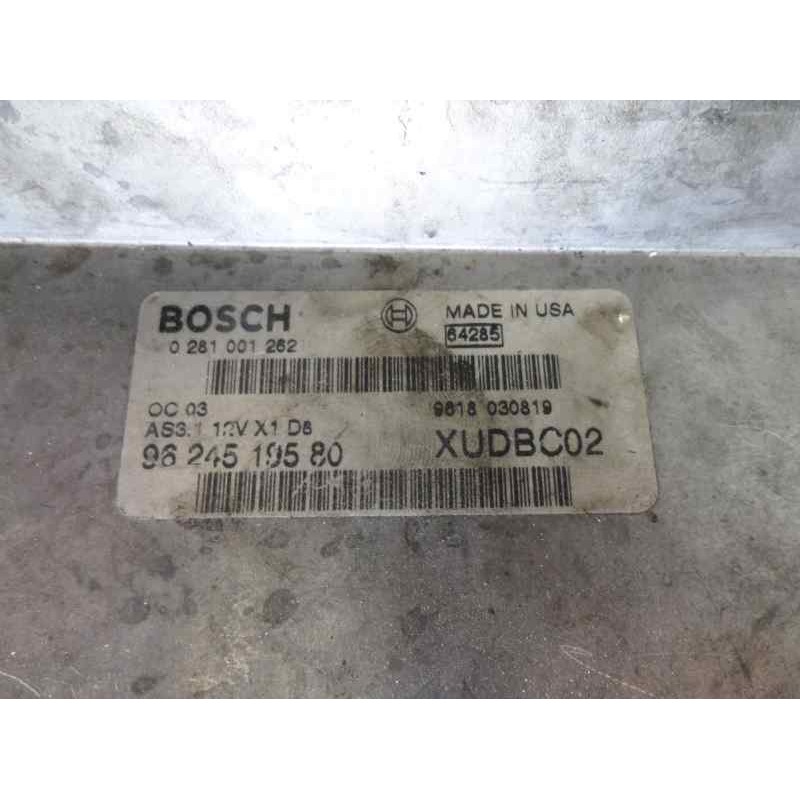 BOSCH MADE IN USA
64285
0 281 001 262
OC 03 9818 030819
AS3.1 12V X1 D8
96 245 195 80 XUDBC02